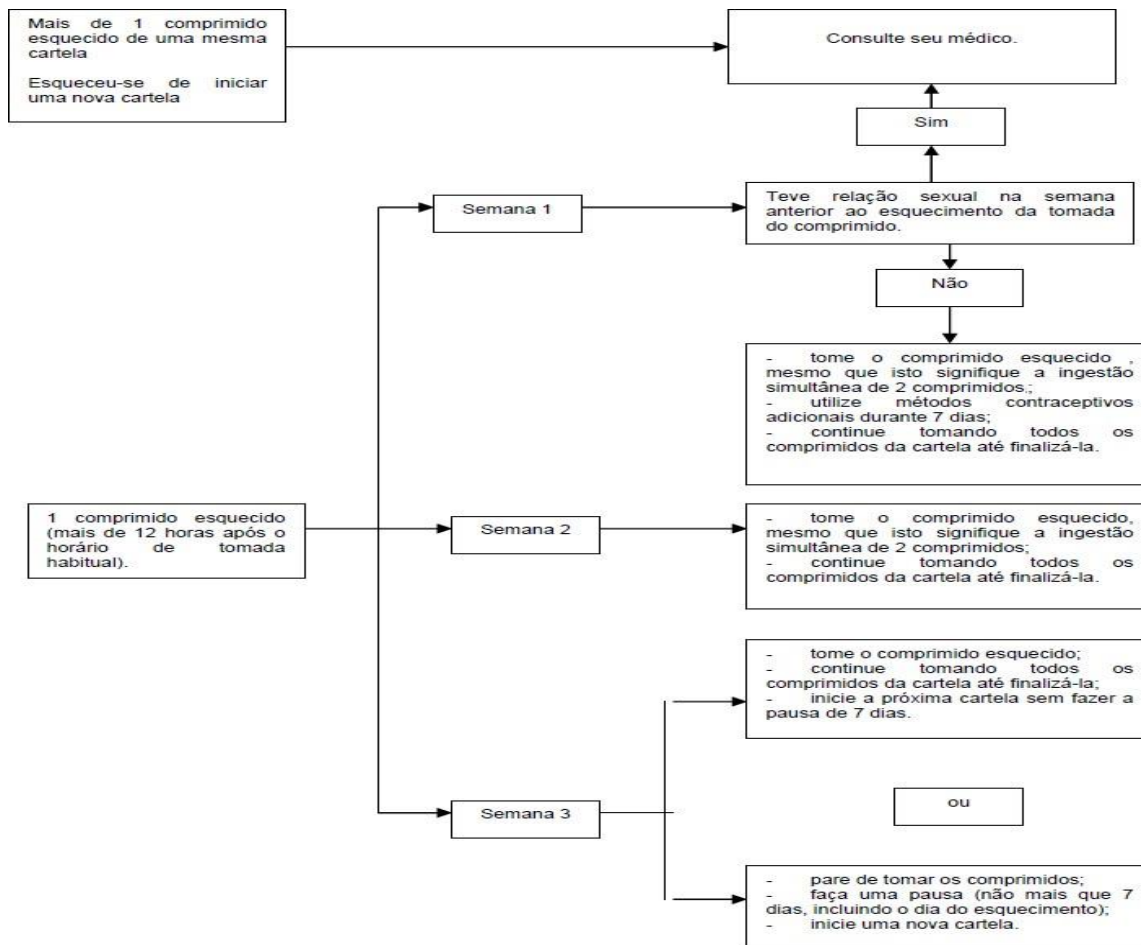 Mais de 1 comprimido
esquecido de uma mesma
cartela
Esqueceu-se de iniciar
uma nova cartela
Consulte seu médico.
Sim
Semana 1
Teve relação sexual na semana
anterior ao esquecimento da tomada
do comprimido.
Não
- tome o comprimido esquecido ,
mesmo que isto signifique a ingestão
simultânea de 2 comprimidos.;
- utilize métodos contraceptivos
adicionais durante 7 dias;
- continue tomando todos os
comprimidos da cartela até finalizá-la.
1 comprimido esquecido
(mais de 12 horas após o
horário de tomada
habitual).
Semana 2
- tome o comprimido esquecido,
mesmo que isto signifique a ingestão
simultânea de 2 comprimidos;
- continue tomando todos os
comprimidos da cartela até finalizá-la.
Semana 3
- tome o comprimido esquecido;
- continue tomando todos os
comprimidos da cartela até finalizá-la;
- inicie a próxima cartela sem fazer a
pausa de 7 dias.
ou
- pare de tomar os comprimidos;
- faça uma pausa (não mais que 7
dias, incluindo o dia do esquecimento);
- inicie uma nova cartela.